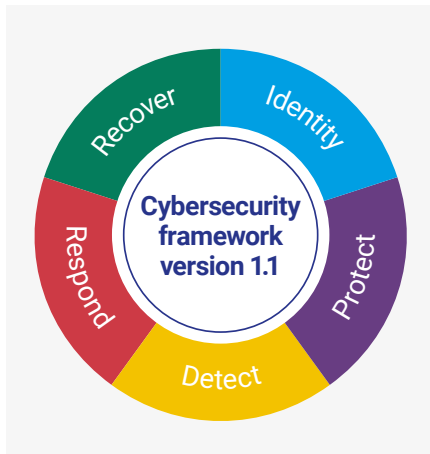 Cybersecurity
framework
version 1.1
Identity
Protect
Detect
Respond
Recover